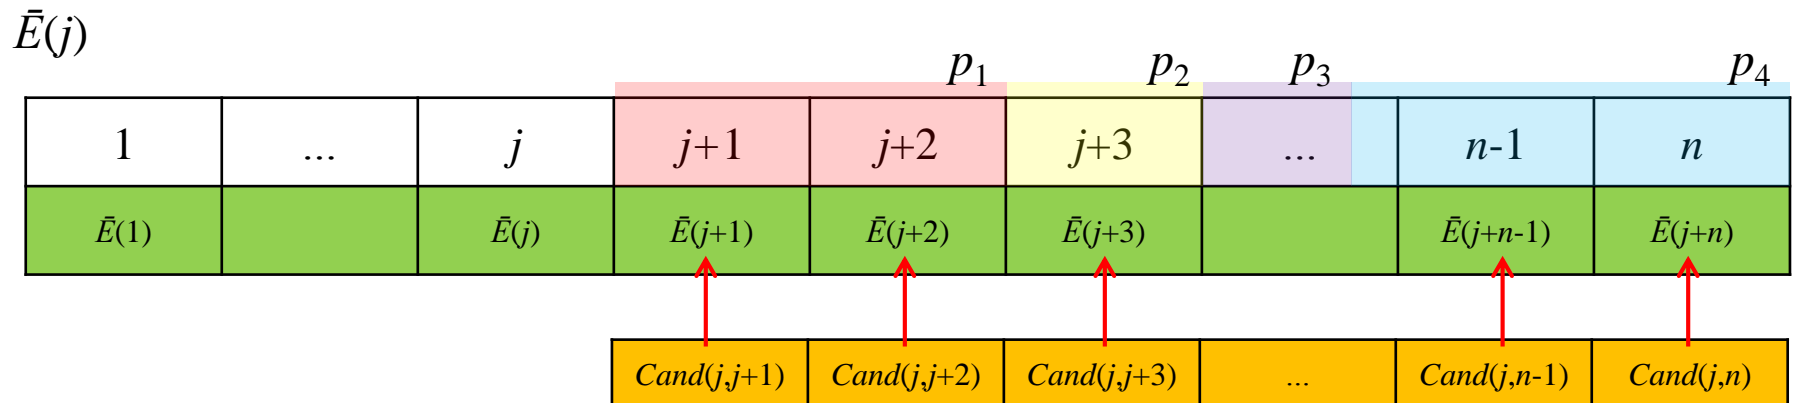 Ē(j)
p₁ p₂ p₃ p₄
1 ... j j+1 j+2 j+3 ... n-1 n
Ē(1) Ē(j) Ē(j+1) Ē(j+2) Ē(j+3) Ē(j+n-1) Ē(j+n)
Cand(j,j+1) Cand(j,j+2) Cand(j,j+3) ... Cand(j,n-1) Cand(j,n)